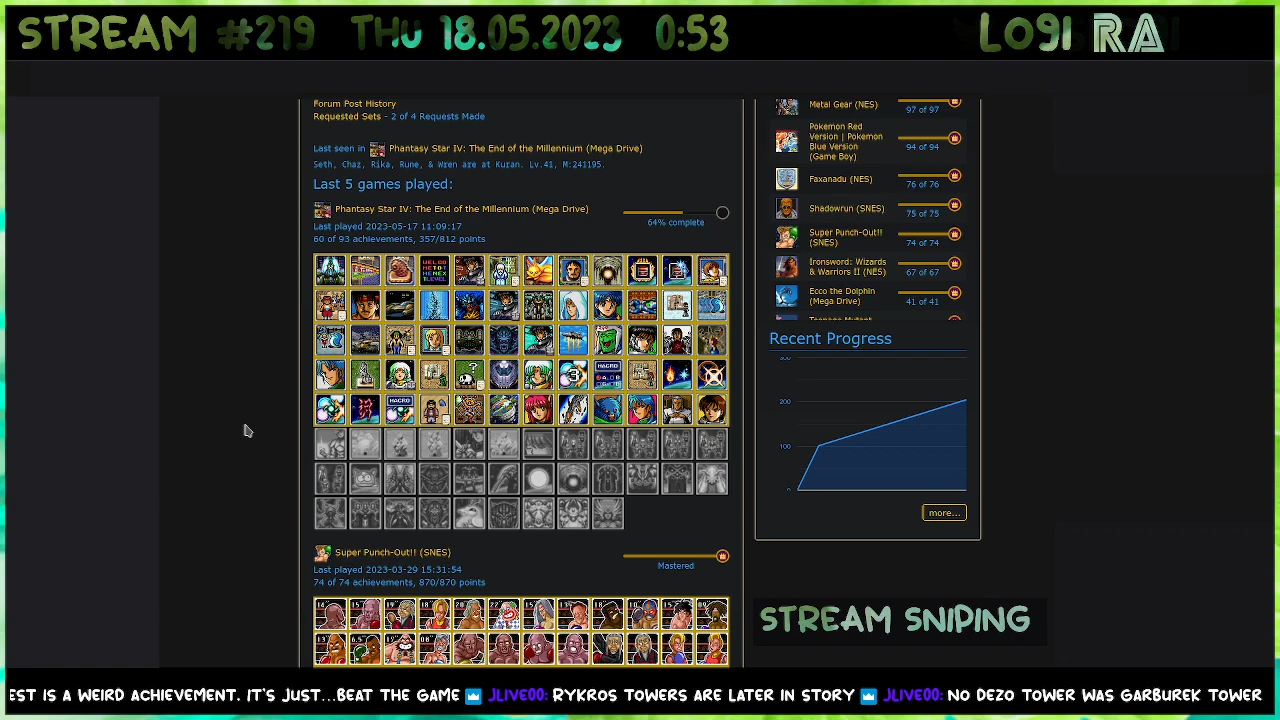 STREAM #219 THU 18.05.2023 0:53
LO9I RA
Forum Post History
Requested Sets - 2 of 4 Requests Made
Last seen in Phantasy Star IV: The End of the Millennium (Mega Drive)
Seth, Chaz, Rika, Rune, & Wren are at Kuran. Lv.41, M:241195.
Last 5 games played:
Phantasy Star IV: The End of the Millennium (Mega Drive)
64% complete
Last played 2023-05-17 11:09:17
60 of 93 achievements, 357/812 points
Super Punch-Out!! (SNES)
Mastered
Last played 2023-03-29 15:31:54
74 of 74 achievements, 870/870 points
Metal Gear (NES)
97 of 97
Pokemon Red
Version | Pokemon
Blue Version
(Game Boy)
94 of 94
Faxanadu (NES)
76 of 76
Shadowrun (SNES)
75 of 75
Super Punch-Out!!
(SNES)
74 of 74
Ironsword: Wizards
& Warriors II (NES)
67 of 67
Ecco the Dolphin
(Mega Drive)
41 of 41
Recent Progress
300
200
100
0
more...
STREAM SNIPING
EST IS A WEIRD ACHIEVEMENT. IT'S JUST...BEAT THE GAME JLIVE00: RYKROS TOWERS ARE LATER IN STORY JLIVE00: NO DEZO TOWER WAS GARBUREK TOWER